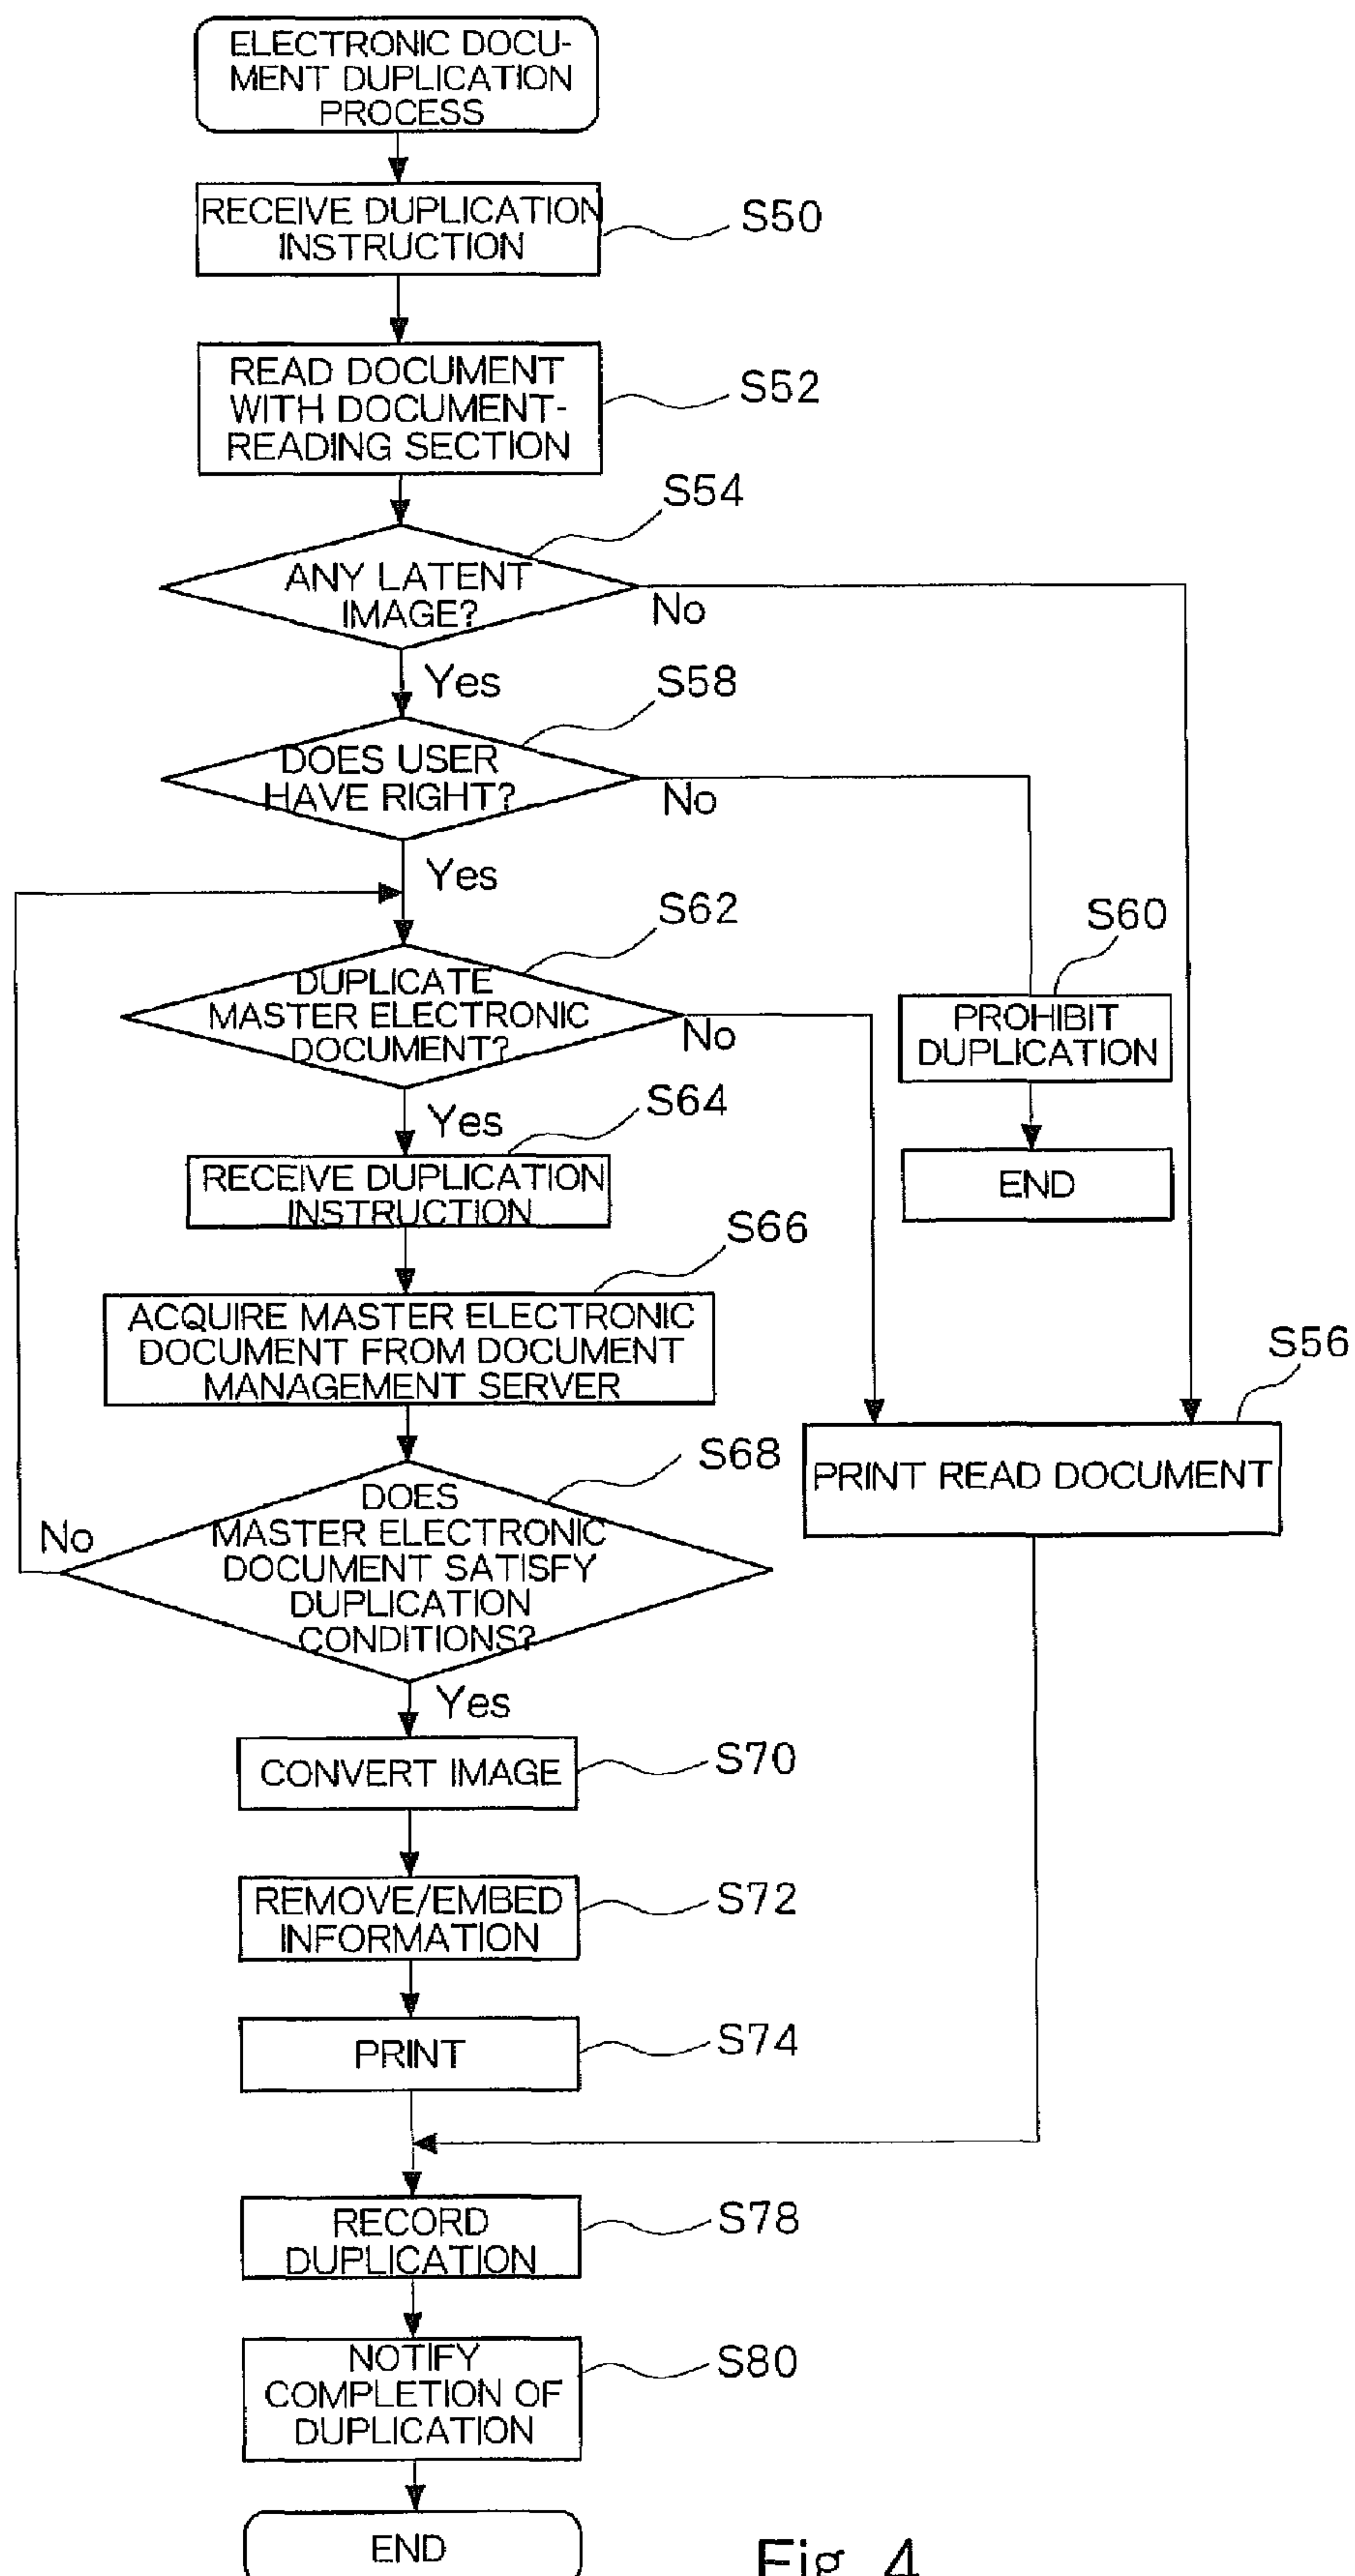 ELECTRONIC DOCU-
MENT DUPLICATION
PROCESS
RECEIVE DUPLICATION
INSTRUCTION
S50
READ DOCUMENT
WITH DOCUMENT-
READING SECTION
S52
S54
ANY LATENT
IMAGE?
No
Yes
S58
DOES USER
HAVE RIGHT?
No
Yes
S62
DUPLICATE
MASTER ELECTRONIC
DOCUMENT?
No
S60
PROHIBIT
DUPLICATION
END
Yes
S64
RECEIVE DUPLICATION
INSTRUCTION
S66
ACQUIRE MASTER ELECTRONIC
DOCUMENT FROM DOCUMENT
MANAGEMENT SERVER
S56
PRINT READ DOCUMENT
S68
DOES
MASTER ELECTRONIC
DOCUMENT SATISFY
DUPLICATION
CONDITIONS?
No
Yes
CONVERT IMAGE
S70
REMOVE/EMBED
INFORMATION
S72
PRINT
S74
RECORD
DUPLICATION
S78
NOTIFY
COMPLETION OF
DUPLICATION
S80
END
Fig. 4